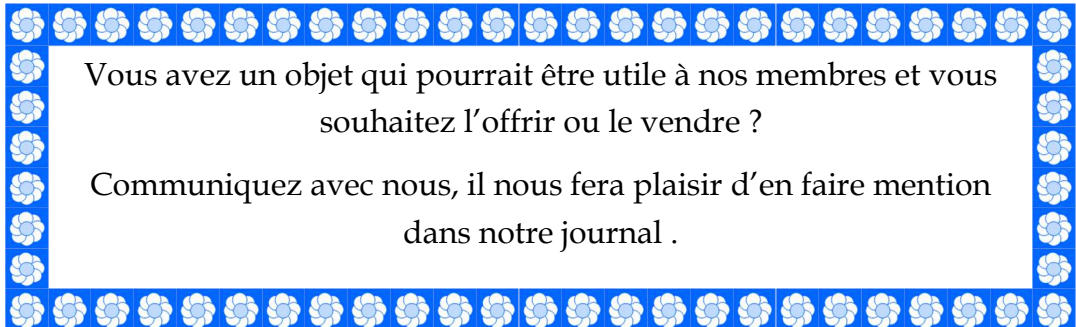 Vous avez un objet qui pourrait être utile à nos membres et vous
souhaitez l’offrir ou le vendre ?
Communiquez avec nous, il nous fera plaisir d’en faire mention
dans notre journal .